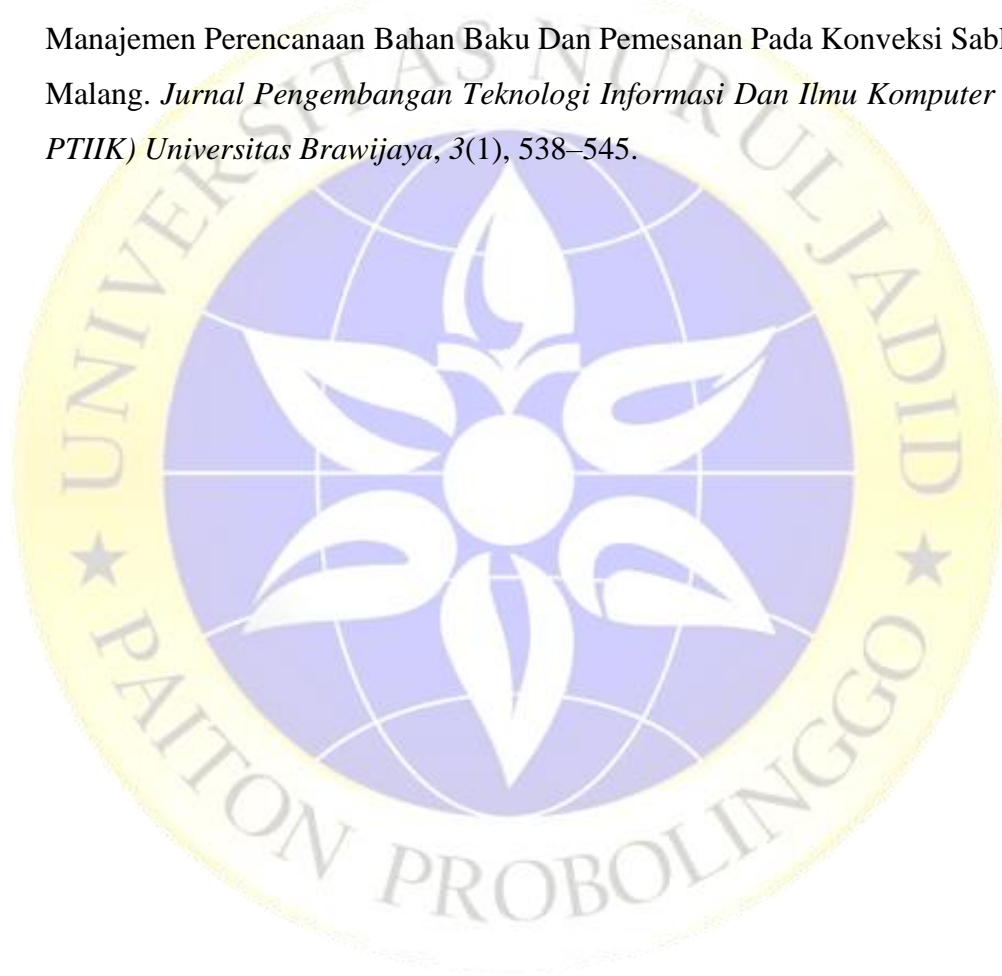 Manajemen Perencanaan Bahan Baku Dan Pemesanan Pada Konveksi
Malang. Jurnal Pengembangan Teknologi Informasi Dan Ilmu Komputer
PTIIK) Universitas Brawijaya, 3(1), 538–545.
UNIVERSITAS NURUL JADID
PAITON PROBOLINGGO